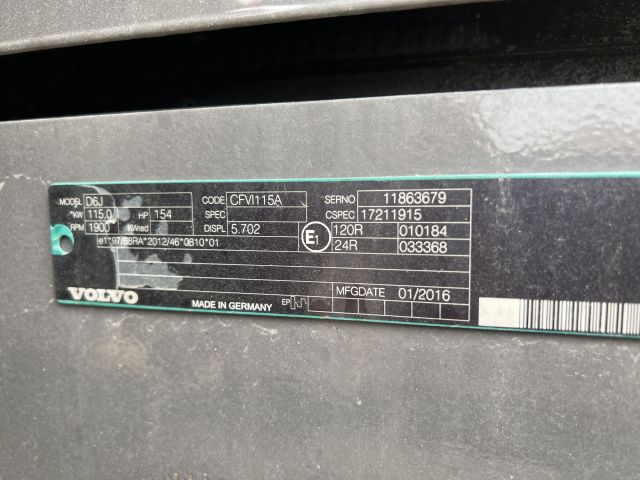 MODEL D6J CODE CFVI115A SERNO 11863679
*KW 115.0 HP 154 SPEC CSPEC 17211915
RPM 1900 KWred DISPL 5.702 E1 120R 010184
e1*97/68RA*2012/46*0810*01 24R 033368
MFGDATE 01/2016
VOLVO MADE IN GERMANY EP